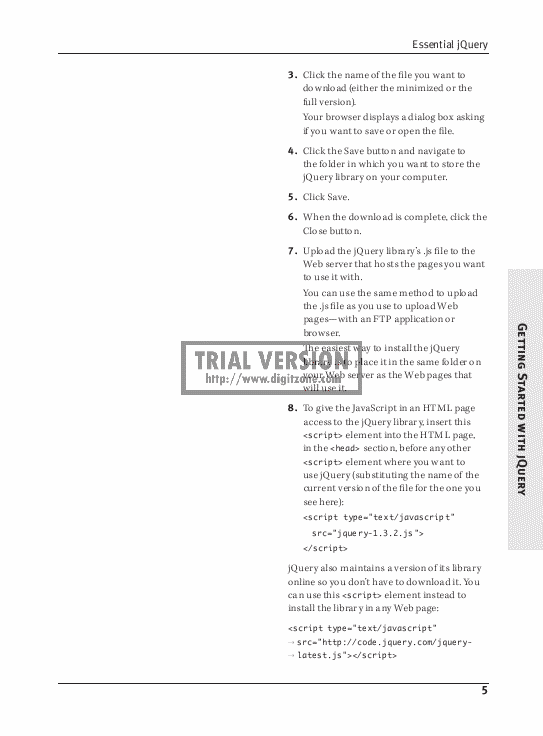 Essential jQuery
3. Click the name of the file you want to
download (either the minimized or the
full version).
Your browser displays a dialog box asking
if you want to save or open the file.
4. Click the Save button and navigate to
the folder in which you want to store the
jQuery library on your computer.
5. Click Save.
6. When the download is complete, click the
Close button.
7. Upload the jQuery library’s .js file to the
Web server that hosts the pages you want
to use it with.
You can use the same method to upload
the .js file as you use to upload Web
pages—with an FTP application or
browser.
The easiest way to install the jQuery
library is to place it in the same folder on
your Web server as the Web pages that
will use it.
TRIAL VERSION
http://www.digitzone.com
8. To give the JavaScript in an HTML page
access to the jQuery library, insert this
<script> element into the HTML page,
in the <head> section, before any other
<script> element where you want to
use jQuery (substituting the name of the
current version of the file for the one you
see here):
<script type="text/javascript"
src="jquery-1.3.2.js">
</script>
jQuery also maintains a version of its library
online so you don’t have to download it. You
can use this <script> element instead to
install the library in any Web page:
<script type="text/javascript"
→ src="http://code.jquery.com/jquery-
→ latest.js"></script>
Getting Started with jQuery
5